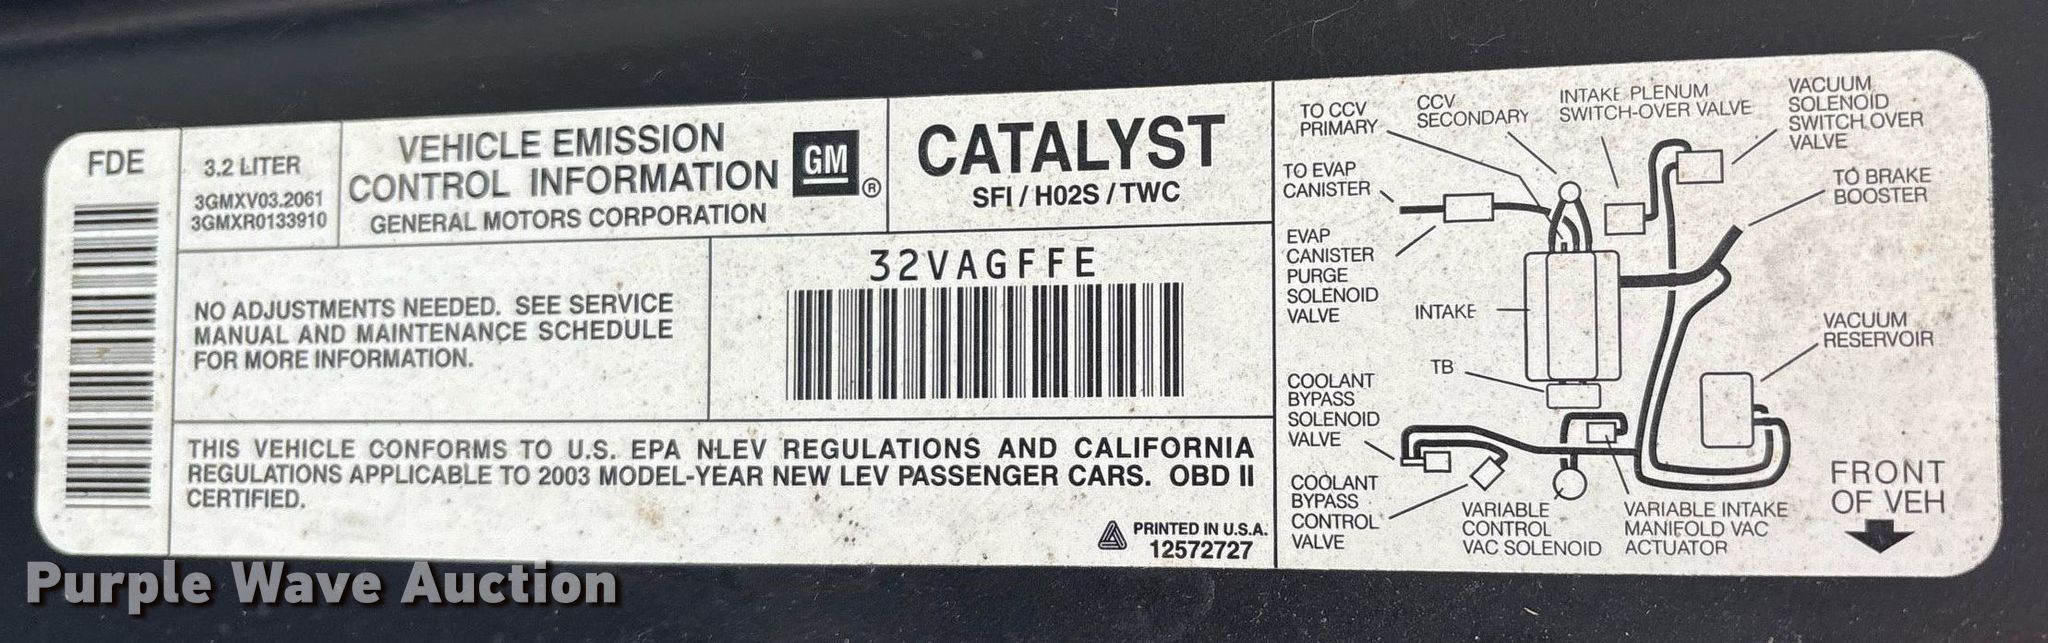 FDE
3.2 LITER
3GMXV03.2061
3GMXR0133910
VEHICLE EMISSION
CONTROL INFORMATION
GENERAL MOTORS CORPORATION
GM
®
CATALYST
SFI / H02S / TWC
NO ADJUSTMENTS NEEDED. SEE SERVICE
MANUAL AND MAINTENANCE SCHEDULE
FOR MORE INFORMATION.
32VAGFFE
THIS VEHICLE CONFORMS TO U.S. EPA NLEV REGULATIONS AND CALIFORNIA
REGULATIONS APPLICABLE TO 2003 MODEL-YEAR NEW LEV PASSENGER CARS. OBD II
CERTIFIED.
PRINTED IN U.S.A.
12572727
TO CCV
PRIMARY
CCV
SECONDARY
INTAKE PLENUM
SWITCH-OVER VALVE
VACUUM
SOLENOID
SWITCH OVER
VALVE
TO EVAP
CANISTER
TO BRAKE
BOOSTER
EVAP
CANISTER
PURGE
SOLENOID
VALVE
INTAKE
VACUUM
RESERVOIR
TB
COOLANT
BYPASS
SOLENOID
VALVE
COOLANT
BYPASS
CONTROL
VALVE
VARIABLE
CONTROL
VAC SOLENOID
VARIABLE INTAKE
MANIFOLD VAC
ACTUATOR
FRONT
OF VEH
Purple Wave Auction